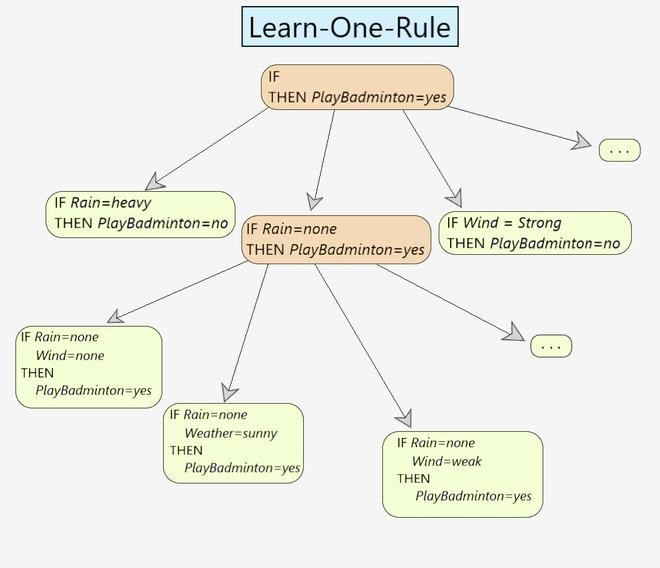 Learn-One-Rule
IF
THEN PlayBadminton=yes
. . .
IF Rain=heavy
THEN PlayBadminton=no
IF Rain=none
THEN PlayBadminton=yes
IF Wind = Strong
THEN PlayBadminton=no
. . .
IF Rain=none
Wind=none
THEN
PlayBadminton=yes
IF Rain=none
Weather=sunny
THEN
PlayBadminton=yes
IF Rain=none
Wind=weak
THEN
PlayBadminton=yes